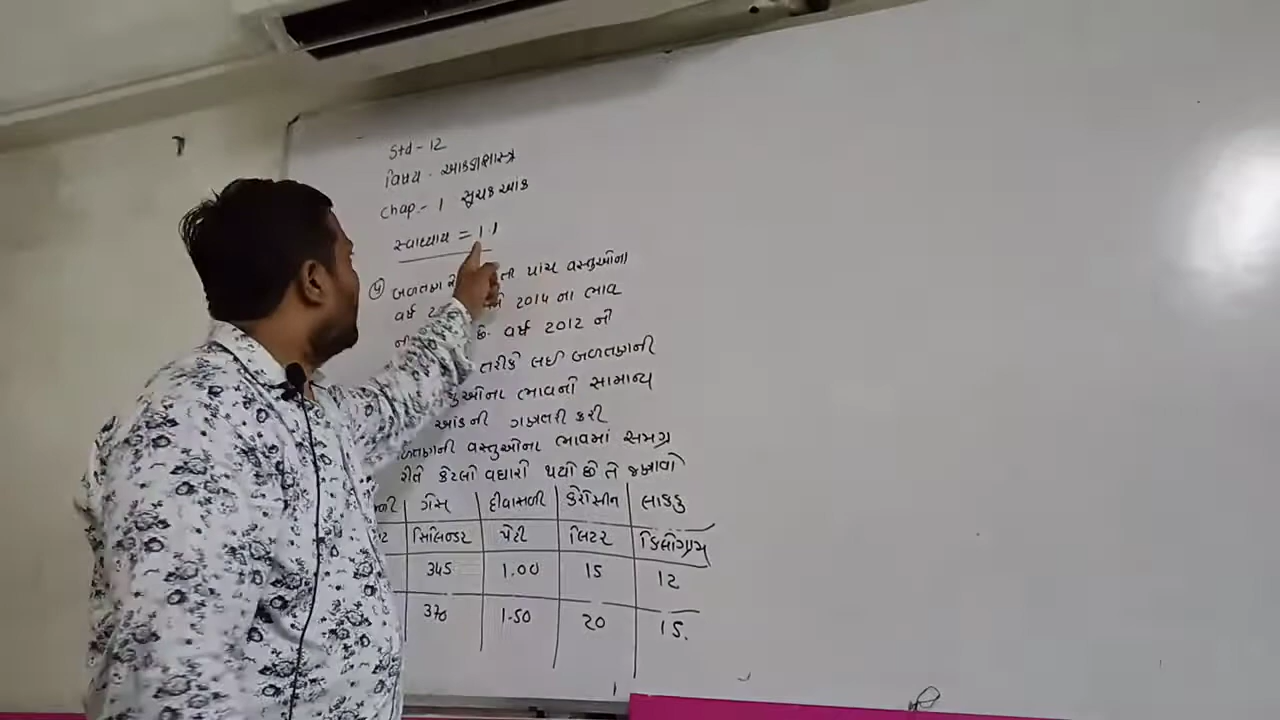 Std - 12
વિષય - આંકડાશાસ્ત્ર
Chap. - 1 સૂચક આંક
સ્વાધ્યાય = 1.1
(૫) બળતણ પાંચ વસ્તુઓના
વર્ષ 2014 ના ભાવ
છે. વર્ષ 2012 ની
તરીકે લઈ બળતણની
ભાવનો સામાન્ય
આંકની ગણતરી કરી
વસ્તુઓના ભાવમાં સમગ્ર
રીતે કેટલો વધારો થયો છે તે જણાવો
ગેસ દીવાસળી કેરોસીન લાકડુ
સિલિન્ડર પેટી લિટર કિલોગ્રામ
345 1.00 15 12
370 1.50 20 15.